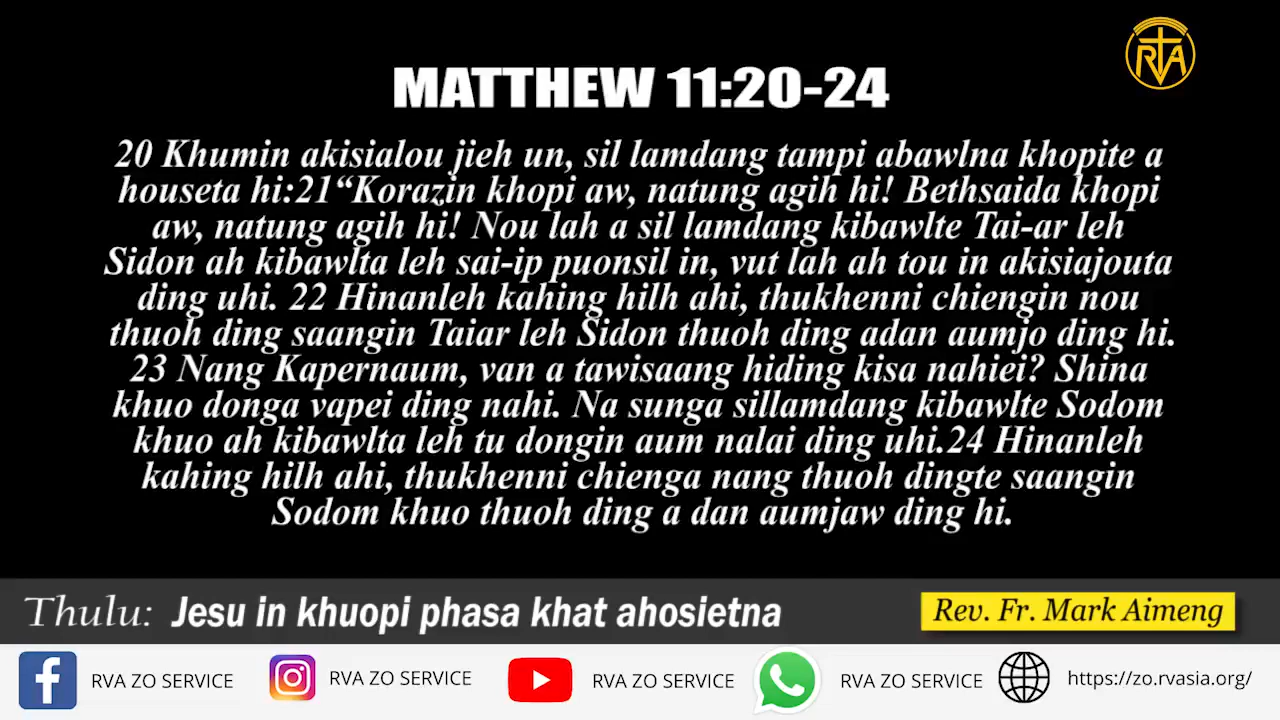 RVA
MATTHEW 11:20-24
20 Khumin akisialou jieh un, sil lamdang tampi abawlna khopite a
houseta hi:21“Korazin khopi aw, natung agih hi! Bethsaida khopi
aw, natung agih hi! Nou lah a sil lamdang kibawlte Tai-ar leh
Sidon ah kibawlta leh sai-ip puonsil in, vut lah ah tou in akisiajouta
ding uhi. 22 Hinanleh kahing hilh ahi, thukhenni chiengin nou
thuoh ding saangin Taiar leh Sidon thuoh ding adan aumjo ding hi.
23 Nang Kapernaum, van a tawisaang hiding kisa nahiei? Shina
khuo donga vapei ding nahi. Na sunga sillamdang kibawlte Sodom
khuo ah kibawlta leh tu dongin aum nalai ding uhi.24 Hinanleh
kahing hilh ahi, thukhenni chienga nang thuoh dingte saangin
Sodom khuo thuoh ding a dan aumjaw ding hi.
Thulu: Jesu in khuopi phasa khat ahosietna
Rev. Fr. Mark Aimeng
RVA ZO SERVICE RVA ZO SERVICE RVA ZO SERVICE RVA ZO SERVICE https://zo.rvasia.org/